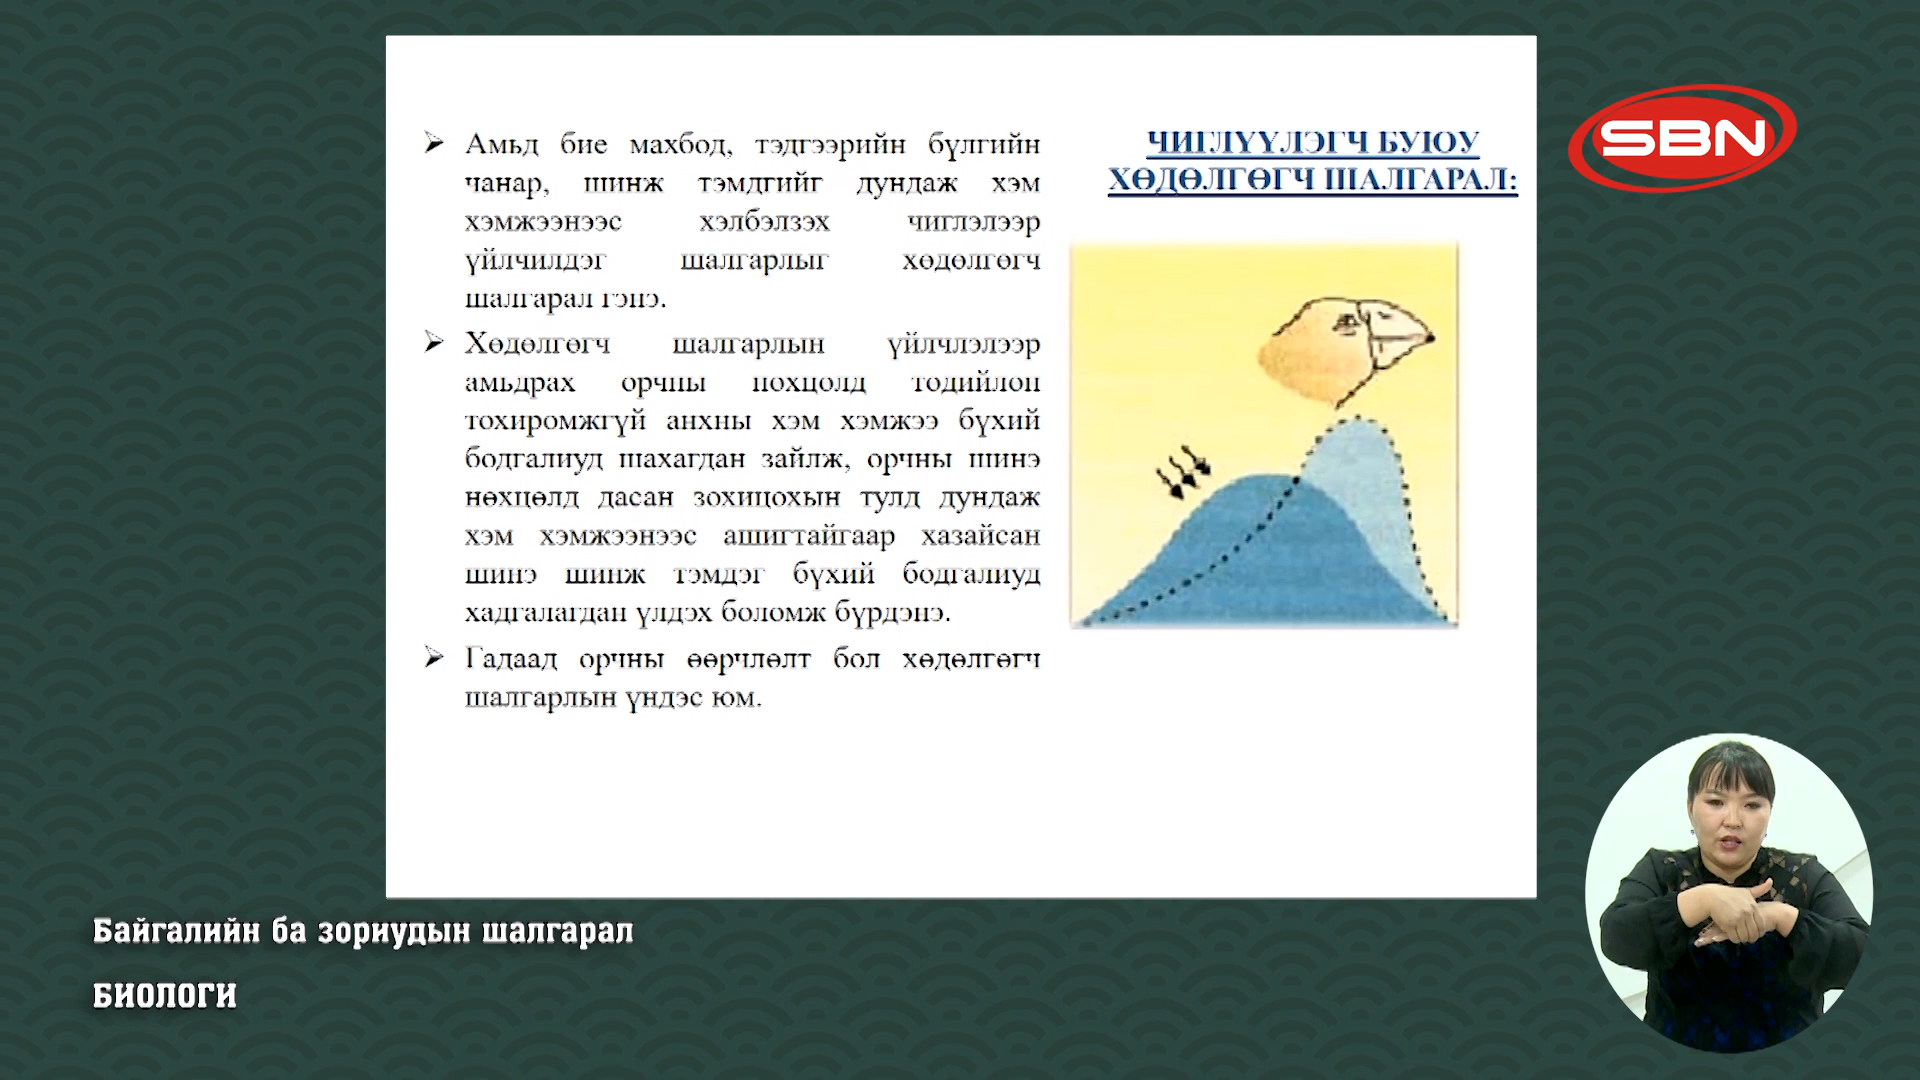 ЧИГЛҮҮЛЭГЧ БУЮУ
ХӨДӨЛГӨГЧ ШАЛГАРАЛ:
SBN
➢ Амьд бие махбод, тэдгээрийн бүлгийн
чанар, шинж тэмдгийг дундаж хэм
хэмжээнээс хэлбэлзэх чиглэлээр
үйлчилдэг шалгарлыг хөдөлгөгч
шалгарал гэнэ.
➢ Хөдөлгөгч шалгарлын үйлчлэлээр
амьдрах орчны нөхцөлд төдийлөн
тохиромжгүй анхны хэм хэмжээ бүхий
бодгалиуд шахагдан зайлж, орчны шинэ
нөхцөлд дасан зохицохын тулд дундаж
хэм хэмжээнээс ашигтайгаар хазайсан
шинэ шинж тэмдэг бүхий бодгалиуд
хадгалагдан үлдэх боломж бүрдэнэ.
➢ Гадаад орчны өөрчлөлт бол хөдөлгөгч
шалгарлын үндэс юм.
Байгалийн ба зориудын шалгарал
БИОЛОГИ